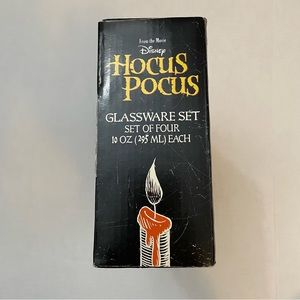 From the Movie
Disney
HOCUS
POCUS
GLASSWARE SET
SET OF FOUR
10 OZ (295 ML) EACH